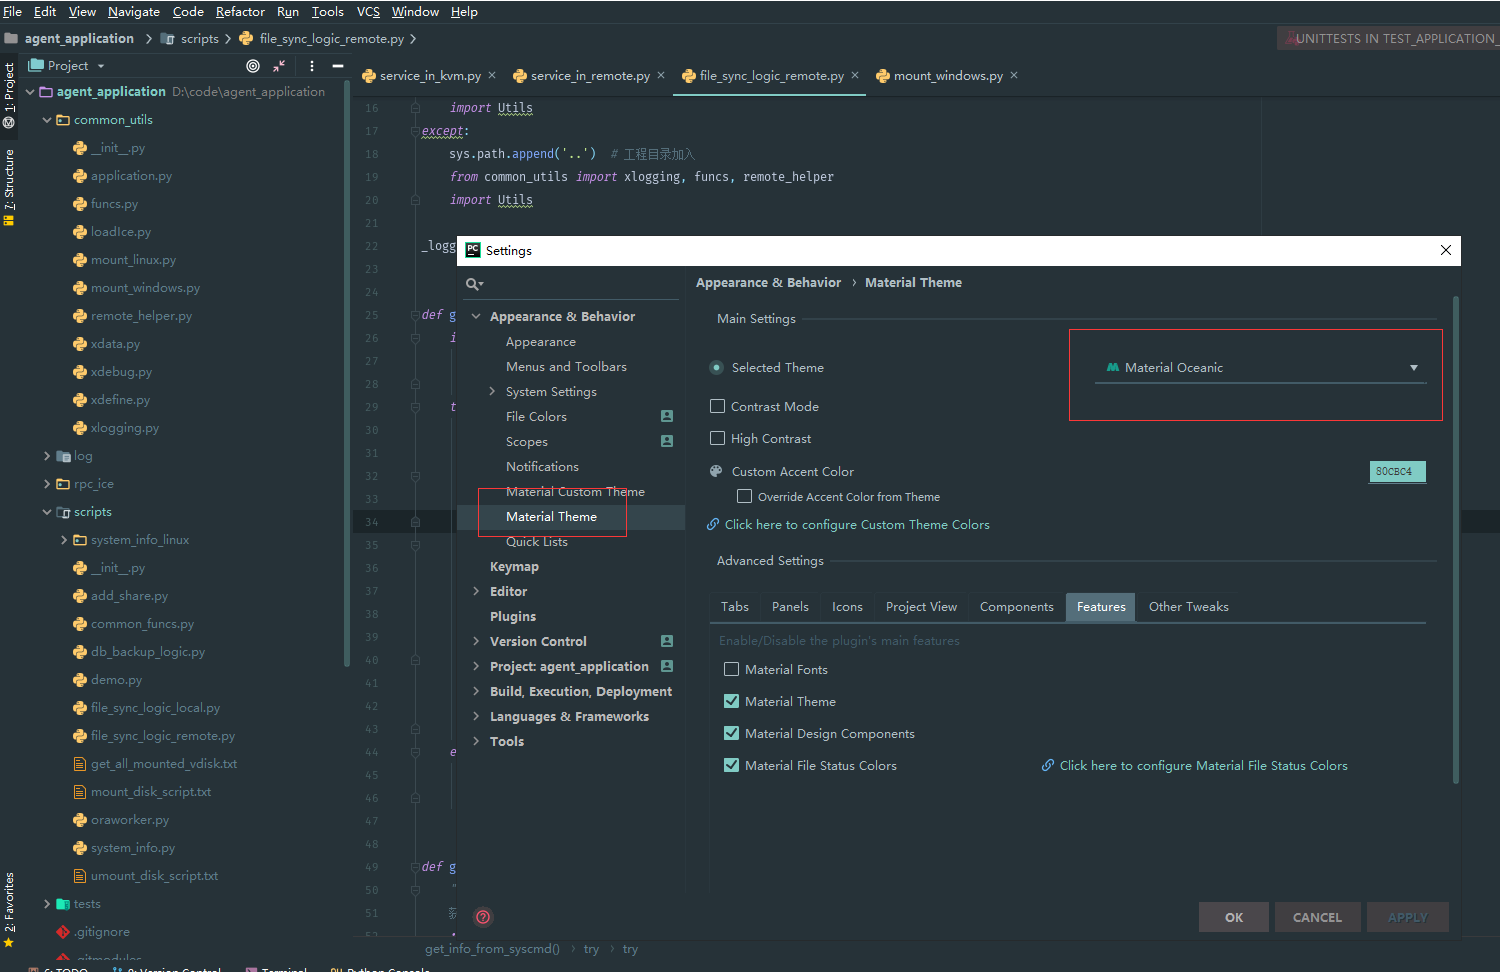 File Edit View Navigate Code Refactor Run Tools VCS Window Help
agent_application scripts file_sync_logic_remote.py
UNITTESTS IN TEST_APPLICATION_
Project
service_in_kvm.py service_in_remote.py file_sync_logic_remote.py mount_windows.py
1: Project
7: Structure
2: Favorites
agent_application D:\code\agent_application
common_utils
__init__.py
application.py
funcs.py
loadIce.py
mount_linux.py
mount_windows.py
remote_helper.py
xdata.py
xdebug.py
xdefine.py
xlogging.py
log
rpc_ice
scripts
system_info_linux
__init__.py
add_share.py
common_funcs.py
db_backup_logic.py
demo.py
file_sync_logic_local.py
file_sync_logic_remote.py
get_all_mounted_vdisk.txt
mount_disk_script.txt
oraworker.py
system_info.py
umount_disk_script.txt
tests
.gitignore
.gitmodules
16 import Utils
17 except:
18 sys.path.append('..') # 工程目录加入
19 from common_utils import xlogging, funcs, remote_helper
20 import Utils
21
22 _logg
23
24
25 def g
26 i
27
28
29 t
30
31
32
33
34
35
36
37
38
39
40
41
42
43
44 e
45
46
47
48
49 def g
50 "
51
52
get_info_from_syscmd() try try
Settings
Appearance & Behavior
Appearance
Menus and Toolbars
System Settings
File Colors
Scopes
Notifications
Material Custom Theme
Material Theme
Quick Lists
Keymap
Editor
Plugins
Version Control
Project: agent_application
Build, Execution, Deployment
Languages & Frameworks
Tools
Appearance & Behavior › Material Theme
Main Settings
Selected Theme Material Oceanic
Contrast Mode
High Contrast
Custom Accent Color 80CBC4
Override Accent Color from Theme
Click here to configure Custom Theme Colors
Advanced Settings
Tabs Panels Icons Project View Components Features Other Tweaks
Enable/Disable the plugin's main features
Material Fonts
Material Theme
Material Design Components
Material File Status Colors Click here to configure Material File Status Colors
OK CANCEL APPLY
6: TODO 9: Version Control Terminal Python Console